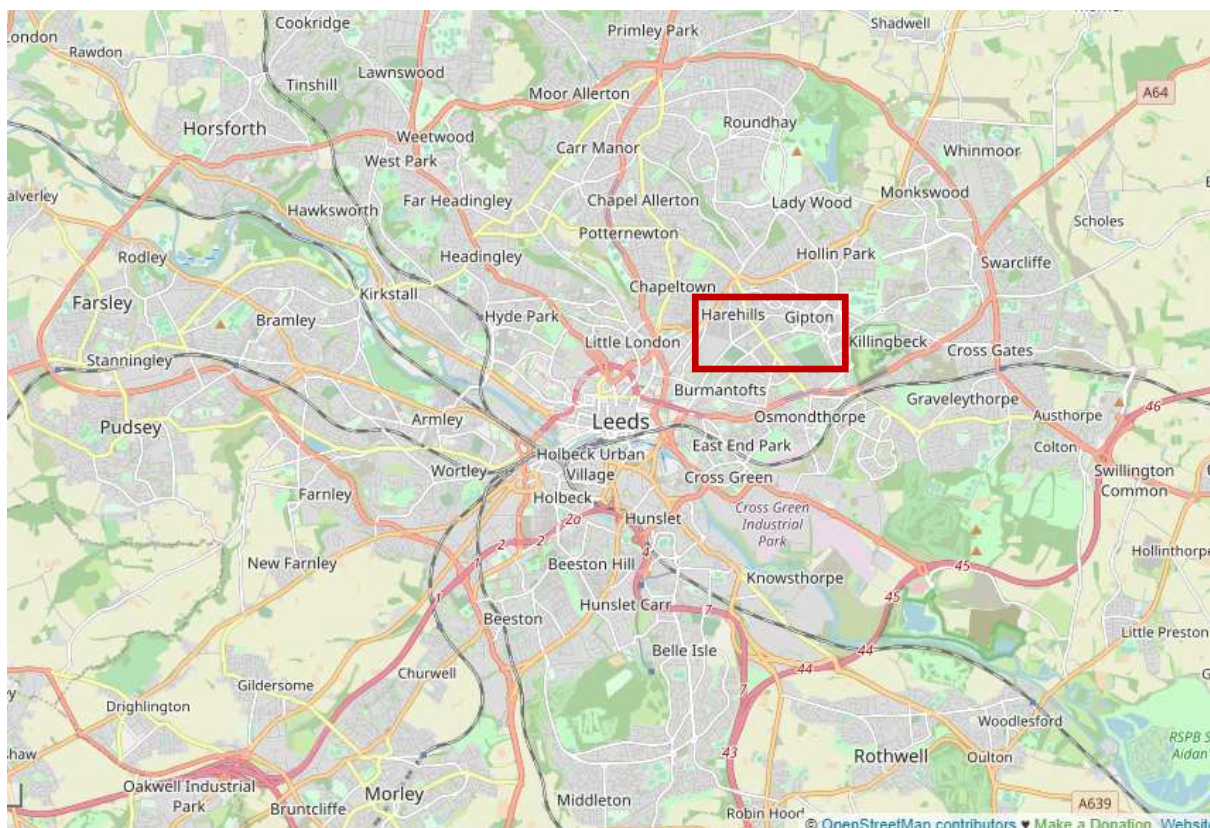 Cookridge
Primley Park
Shadwell
Rawdon
Lawnswood
Tinshill
Moor Allerton
A64
Horsforth
Weetwood
Roundhay
Carr Manor
Whinmoor
West Park
Monkswood
Hawksworth
Far Headingley
Chapel Allerton
Lady Wood
Scholes
Potternewton
Rodley
Headingley
Hollin Park
Swarcliffe
Chapeltown
Kirkstall
Farsley
Bramley
Hyde Park
Harehills
Gipton
Stanningley
Little London
Killingbeck
Cross Gates
Burmantofts
Graveleythorpe
46
Pudsey
Armley
Leeds
Osmondthorpe
Austhorpe
East End Park
Colton
Wortley
Holbeck Urban
Village
Cross Green
Swillington
Common
Farnley
Holbeck
Cross Green
Industrial
Park
2a
Hunslet
2
2
4
New Farnley
Beeston Hill
45
Knowsthorpe
1
45
Hunslet Carr
7
Beeston
Belle Isle
44
Little Preston
44
Churwell
7
Gildersome
Drighlington
Woodlesford
43
RSPB
Rothwell
Oulton
Oakwell Industrial
Park
Morley
Bruntcliffe
Middleton
A639
Robin Hood
© OpenStreetMap contributors ♥ Make a Donation. Website